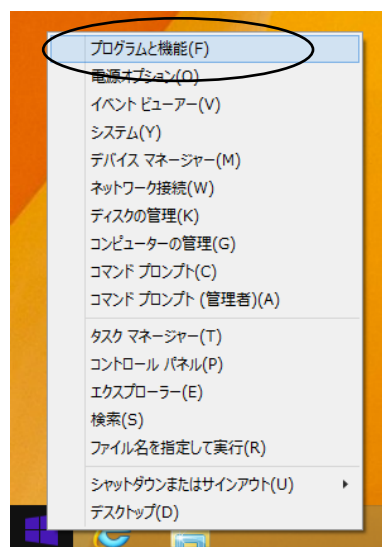 プログラムと機能(F)
電源オプション(O)
イベント ビューアー(V)
システム(Y)
デバイス マネージャー(M)
ネットワーク接続(W)
ディスクの管理(K)
コンピューターの管理(G)
コマンド プロンプト(C)
コマンド プロンプト (管理者)(A)
タスク マネージャー(T)
コントロール パネル(P)
エクスプローラー(E)
検索(S)
ファイル名を指定して実行(R)
シャットダウンまたはサインアウト(U)
デスクトップ(D)